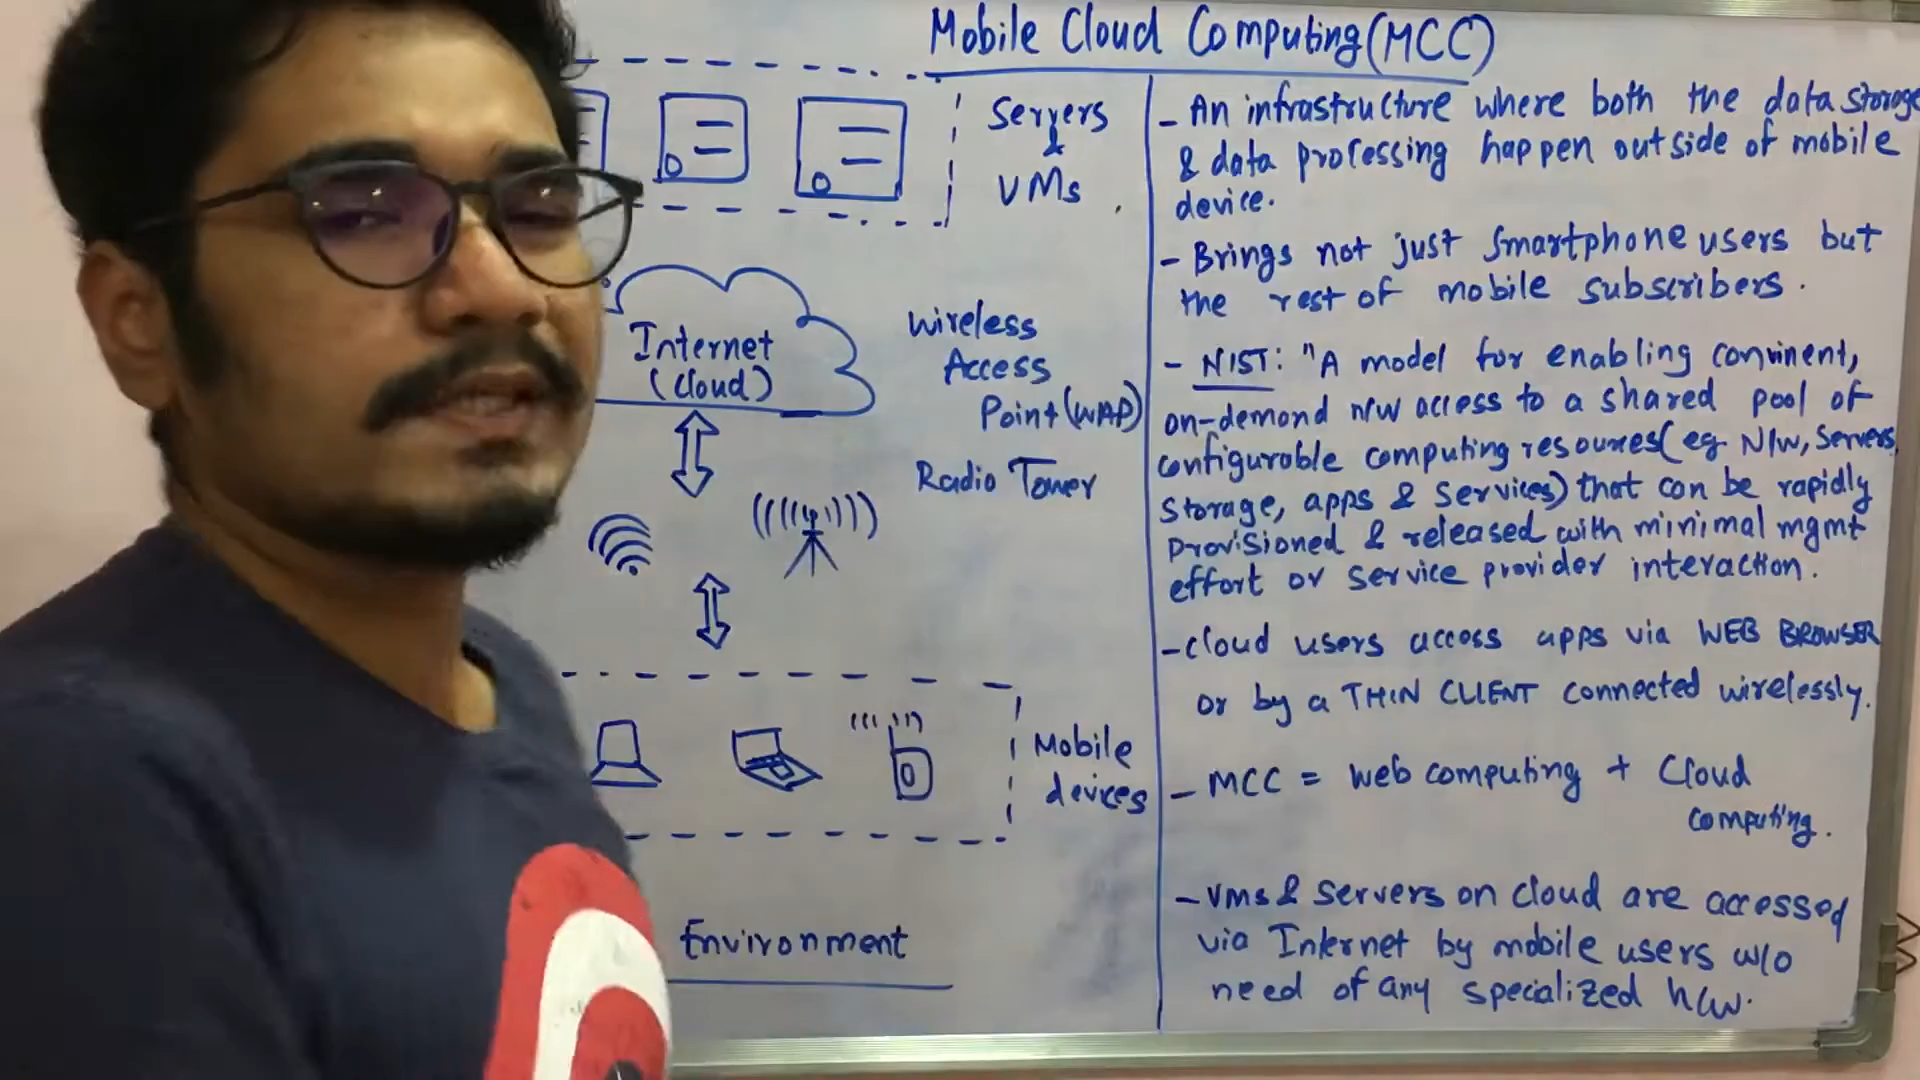 Mobile Cloud Computing (MCC)
Servers
&
VMs
Internet
(Cloud)
Wireless
Access
Point (WAP)
Radio Tower
Mobile
devices
Environment
- An infrastructure where both the data storage
& data processing happen outside of mobile
device.
- Brings not just smartphone users but
the rest of mobile subscribers.
- NIST: "A model for enabling convinent,
on-demand n/w access to a shared pool of
configurable computing resources (eg N/w, Servers,
storage, apps & services) that can be rapidly
provisioned & released with minimal mgmt
effort or service provider interaction.
- Cloud users access apps via WEB BROWSER
or by a THIN CLIENT connected wirelessly.
- MCC = web computing + Cloud
computing.
- Vms & servers on cloud are accessed
via Internet by mobile users w/o
need of any specialized h/w.